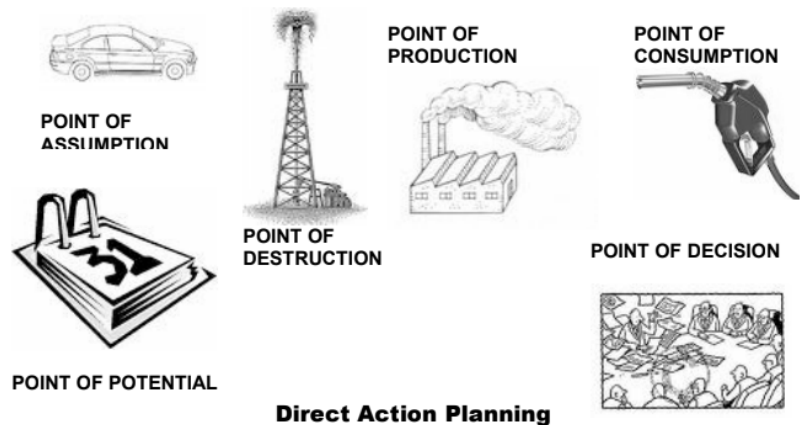 POINT OF
ASSUMPTION
POINT OF
DESTRUCTION
POINT OF
PRODUCTION
POINT OF
CONSUMPTION
31
POINT OF POTENTIAL
POINT OF DECISION
Direct Action Planning